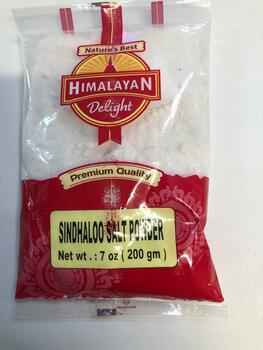 Nature's Best
HIMALAYAN
Delight
Premium Quality
SINDHALOO SALT POWDER
Net wt. : 7 oz ( 200 gm )